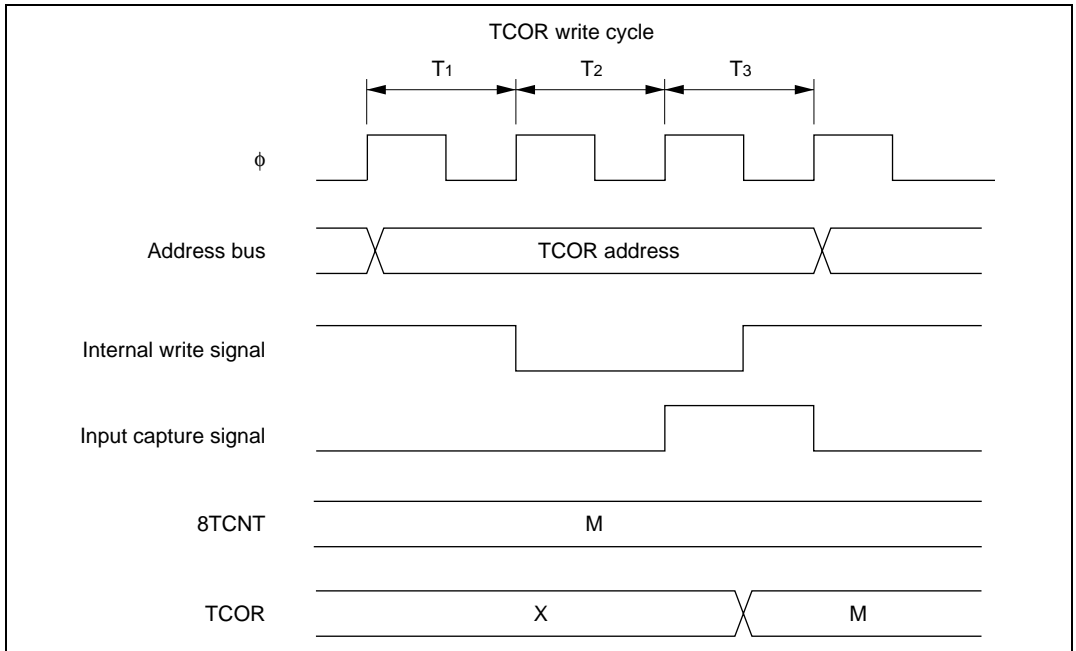 TCOR write cycle
T1 T2 T3
ϕ
Address bus TCOR address
Internal write signal
Input capture signal
8TCNT M
TCOR X M